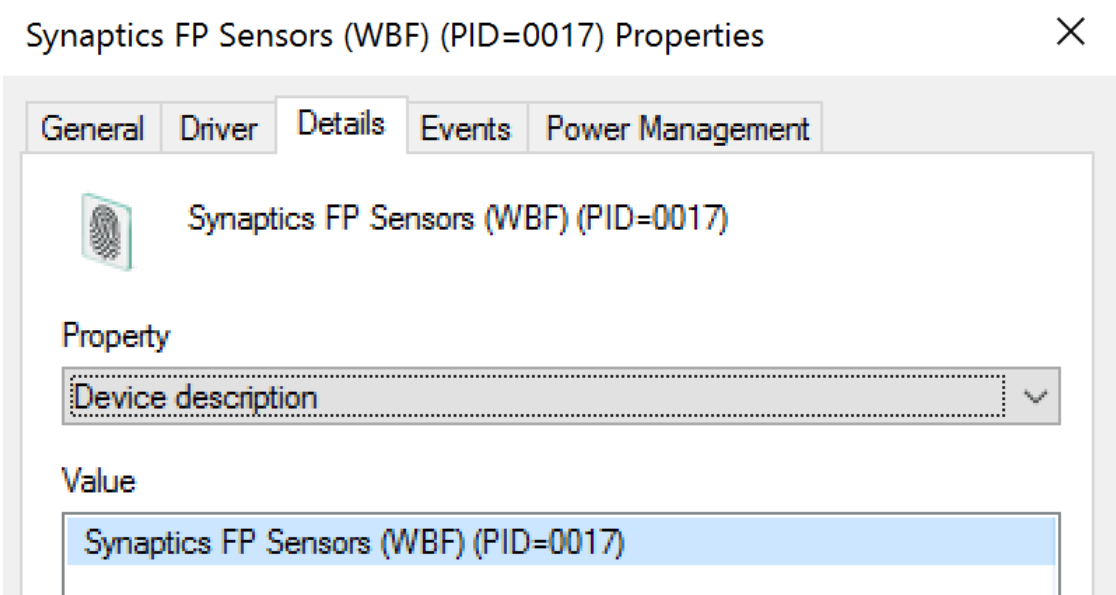 Synaptics FP Sensors (WBF) (PID=0017) Properties
General Driver Details Events Power Management
Synaptics FP Sensors (WBF) (PID=0017)
Property
Device description
Value
Synaptics FP Sensors (WBF) (PID=0017)